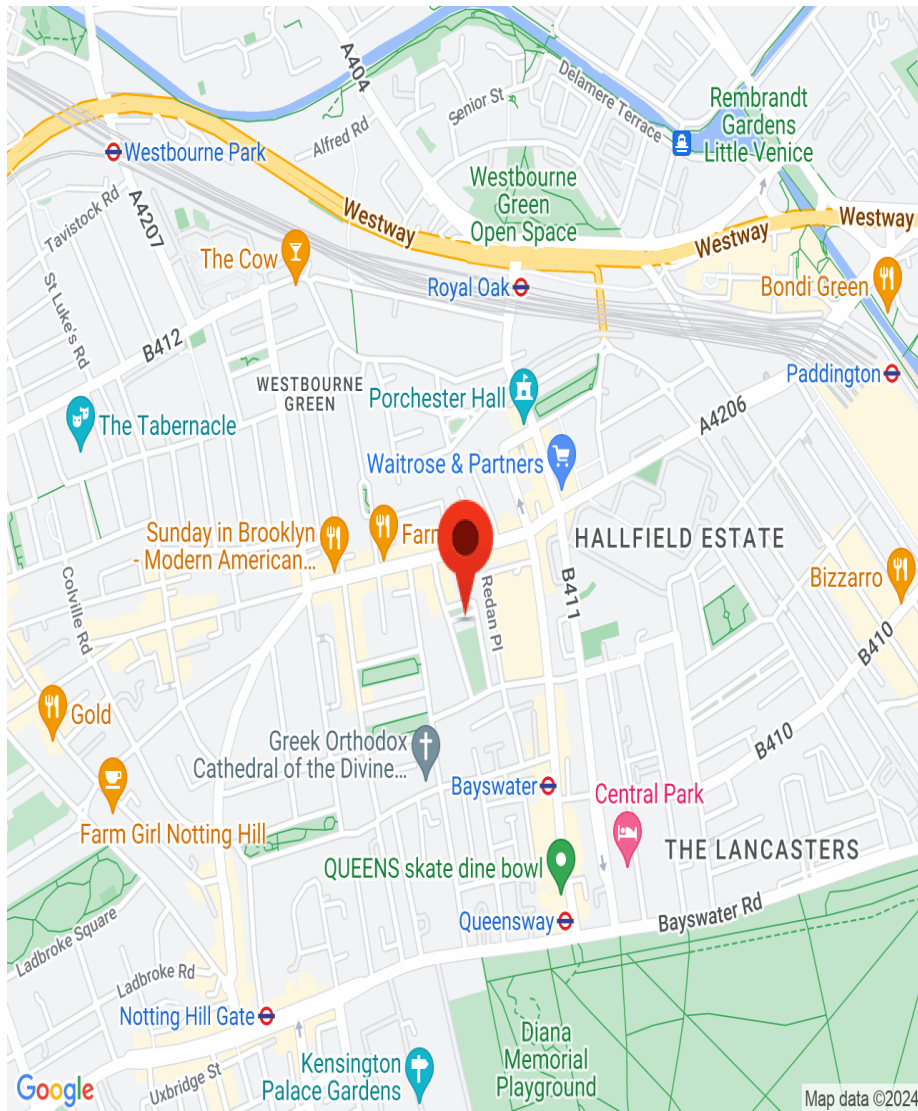 A404
Delamere Terrace
Senior St
Rembrandt
Gardens
Little Venice
Alfred Rd
Westbourne Park
Westbourne
Green
Open Space
Tavistock Rd
A4207
Westway
Westway
Westway
The Cow
St Luke's Rd
Royal Oak
Bondi Green
B412
Paddington
WESTBOURNE
GREEN
Porchester Hall
A4206
The Tabernacle
Waitrose & Partners
Sunday in Brooklyn
- Modern American...
Farm
HALLFIELD ESTATE
Bizzarro
Colville Rd
Redan Pl
B411
B410
Gold
Greek Orthodox
Cathedral of the Divine...
B410
Bayswater
Central Park
Farm Girl Notting Hill
THE LANCASTERS
QUEENS skate dine bowl
Bayswater Rd
Queensway
Ladbroke Square
Ladbroke Rd
Notting Hill Gate
Diana
Memorial
Playground
Kensington
Palace Gardens
Uxbridge St
Google
Map data ©2024